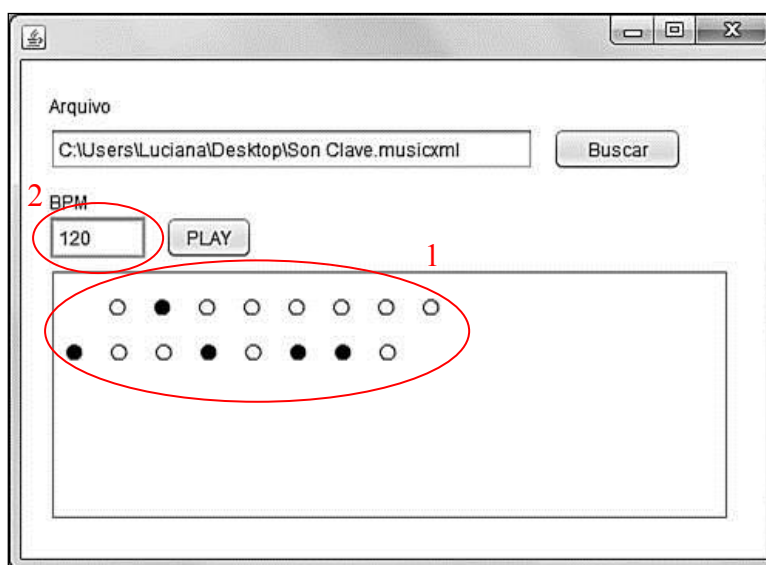 Arquivo
C:\Users\Luciana\Desktop\Son Clave.musicxml
Buscar
2
BPM
120
PLAY
1